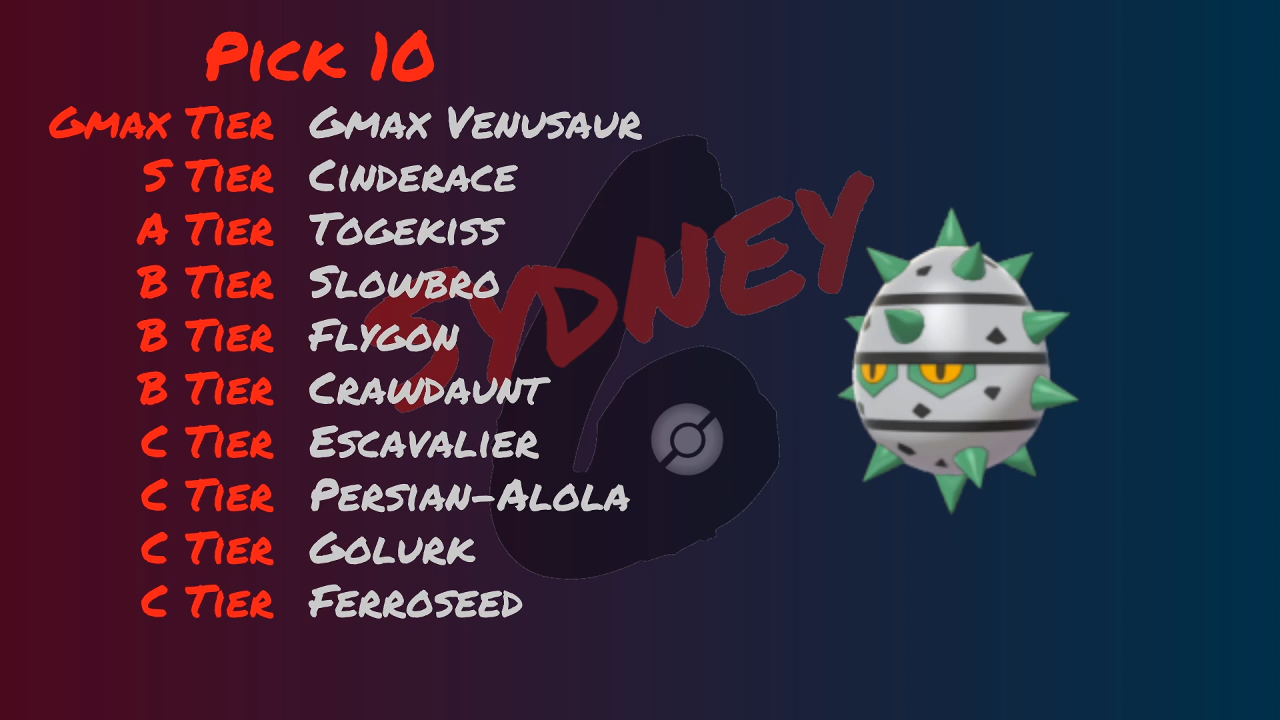 Pick 10
Gmax Tier Gmax Venusaur
S Tier Cinderace
A Tier Togekiss
B Tier Slowbro
B Tier Flygon
B Tier Crawdaunt
C Tier Escavalier
C Tier Persian-Alola
C Tier Golurk
C Tier Ferroseed
Sydney
6